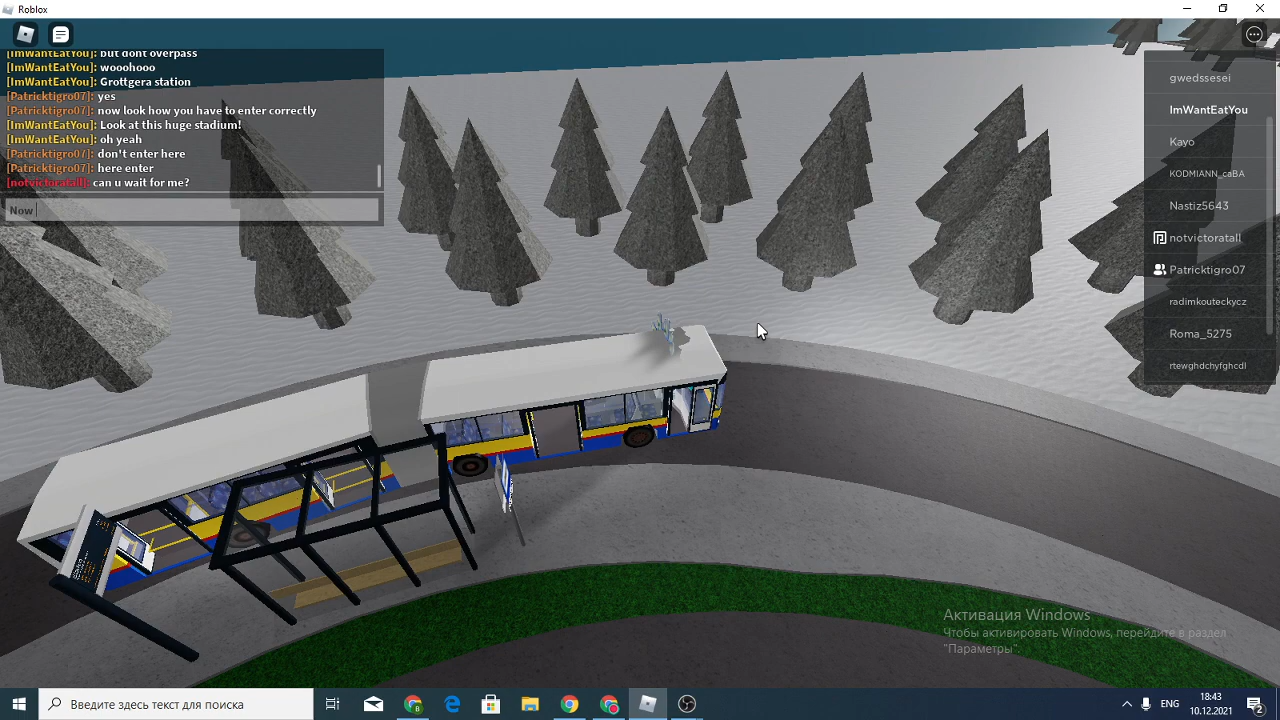 Roblox
[ImWantEatYou]: but dont overpass
[ImWantEatYou]: wooohooo
[ImWantEatYou]: Grottgera station
[Patricktigro07]: yes
[Patricktigro07]: now look how you have to enter correctly
[ImWantEatYou]: Look at this huge stadium!
[ImWantEatYou]: oh yeah
[Patricktigro07]: don't enter here
[Patricktigro07]: here enter
[notvictoratall]: can u wait for me?
Now
gwedssesei
ImWantEatYou
Kayo
KODMIANN_caBA
Nastiz5643
notvictoratall
Patricktigro07
radimkouteckycz
Roma_5275
rtewghdchyfghcdl
Активация Windows
Чтобы активировать Windows, перейдите в раздел
"Параметры".
Введите здесь текст для поиска
ENG
18:43
10.12.2021
2